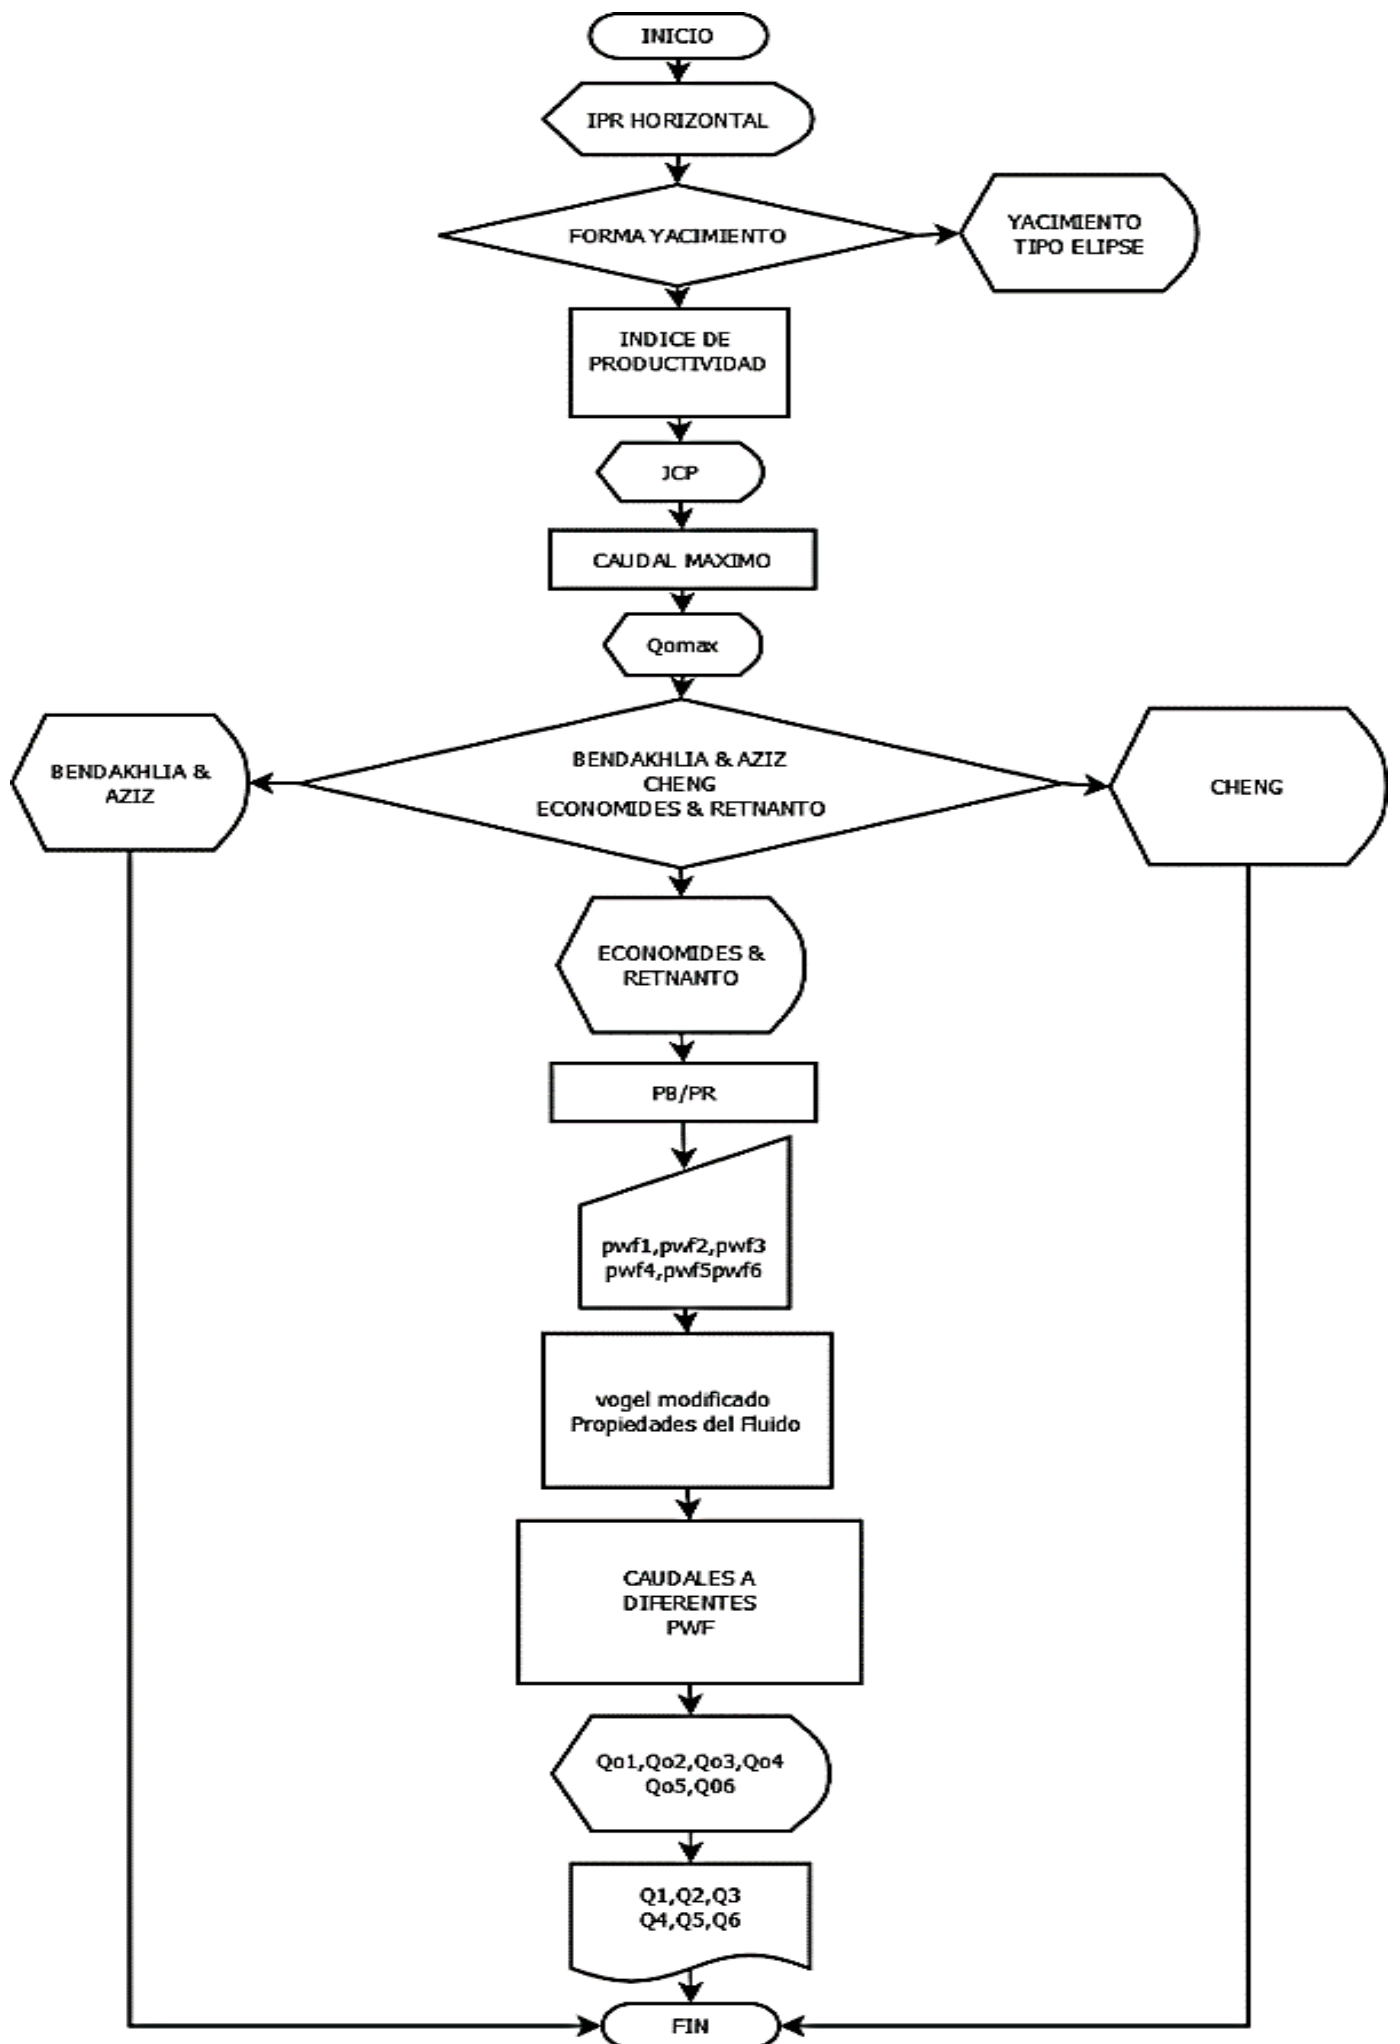 INICIO
IPR HORIZONTAL
FORMA YACIMIENTO
YACIMIENTO
TIPO ELIPSE
INDICE DE
PRODUCTIVIDAD
JCP
CAUDAL MAXIMO
Qomax
BENDAKHLIA &
AZIZ
BENDAKHLIA & AZIZ
CHENG
ECONOMIDES & RETNANTO
CHENG
ECONOMIDES &
RETNANTO
PB/PR
pwf1,pwf2,pwf3
pwf4,pwf5pwf6
vogel modificado
Propiedades del Fluido
CAUDALES A
DIFERENTES
PWF
Qo1,Qo2,Qo3,Qo4
Qo5,Q06
Q1,Q2,Q3
Q4,Q5,Q6
FIN